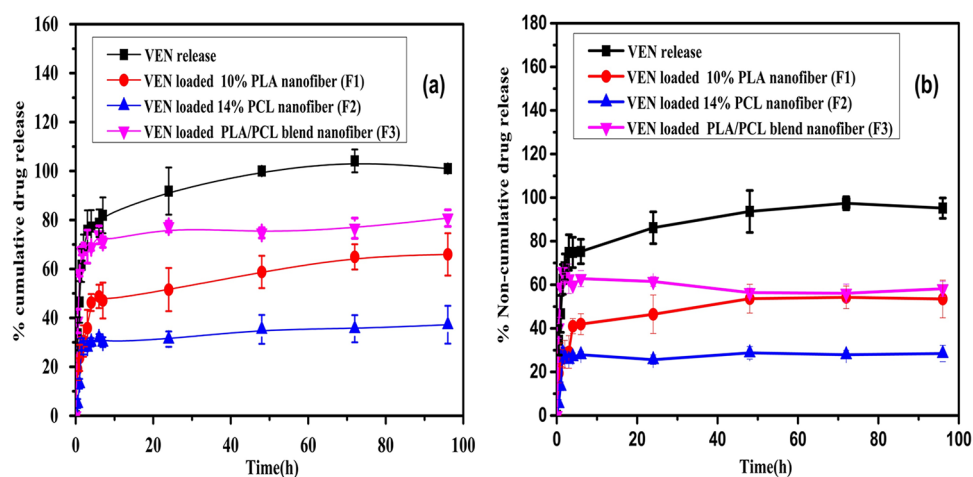 160
140
120
100
80
60
40
20
0
% cumulative drug release
VEN release
VEN loaded 10% PLA nanofiber (F1)
VEN loaded 14% PCL nanofiber (F2)
VEN loaded PLA/PCL blend nanofiber (F3)
(a)
0 20 40 60 80 100
Time(h)
180
160
140
120
100
80
60
40
20
0
% Non-cumulative drug release
VEN release
VEN loaded 10% PLA nanofiber (F1)
VEN loaded 14% PCL nanofiber (F2)
VEN loaded PLA/PCL blend nanofiber (F3)
(b)
0 20 40 60 80 100
Time(h)